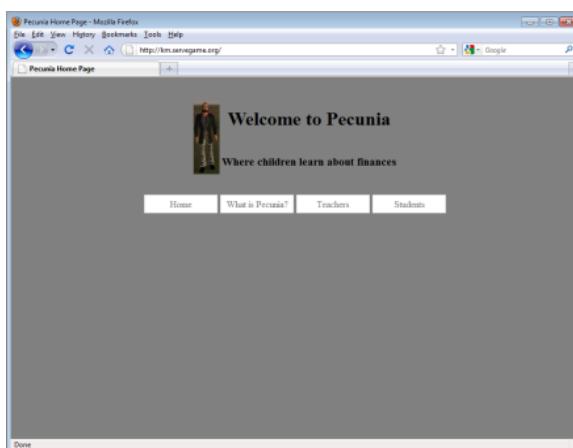 Pecunia Home Page - Mozilla Firefox
File Edit View History Bookmarks Tools Help
http://km.servegame.org/
Google
Pecunia Home Page
Welcome to Pecunia
Where children learn about finances
Home What is Pecunia? Teachers Students
Done